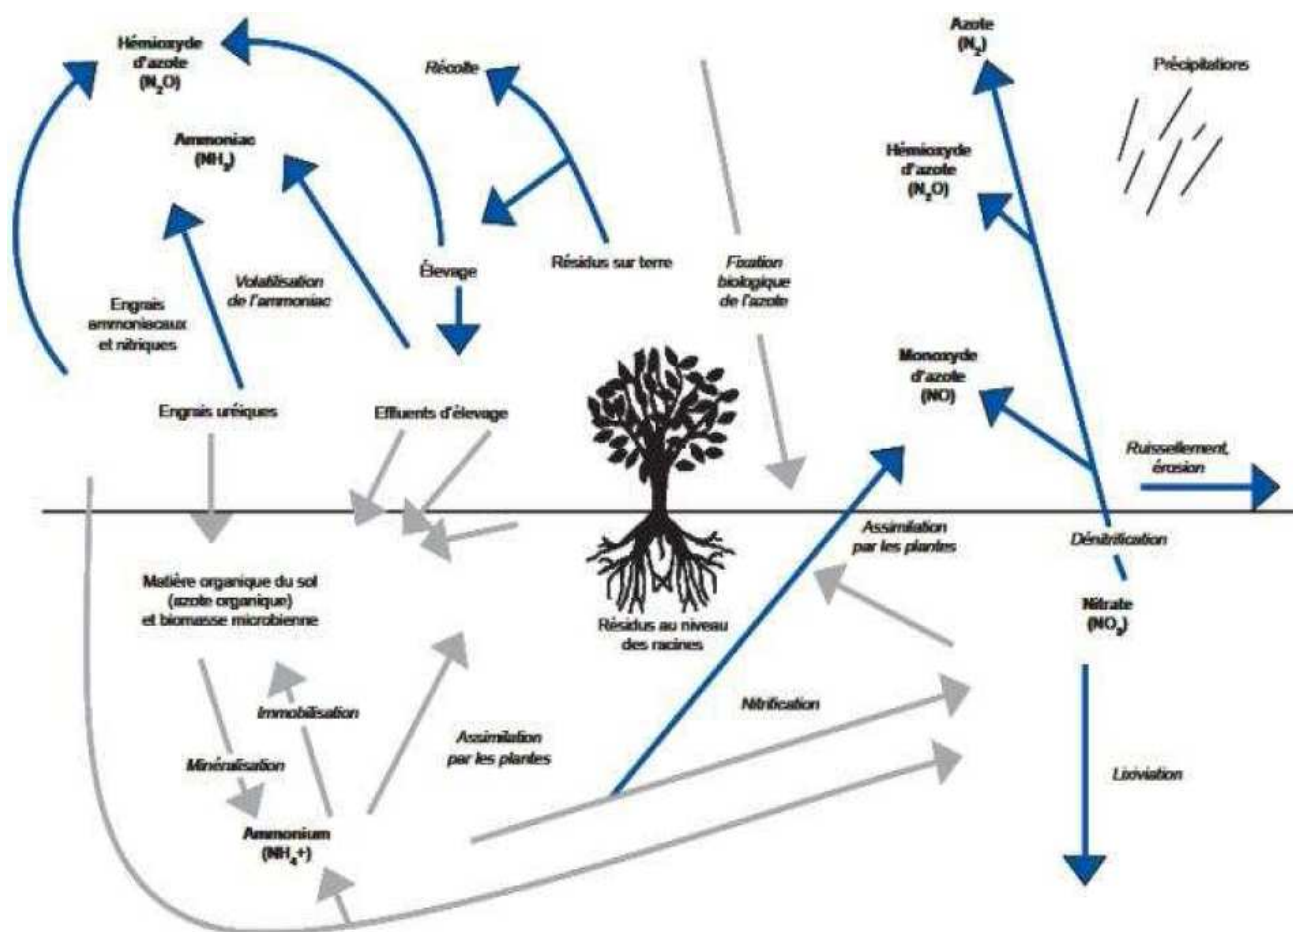 Hémioxyde
d'azote
(N₂O)
Récolte
Azote
(N₂)
Précipitations
Ammoniac
(NH₃)
Hémioxyde
d'azote
(N₂O)
Volatilisation
de l'ammoniac
Élevage
Résidus sur terre
Fixation
biologique
de l'azote
Engrais
ammoniacaux
et nitriques
Monoxyde
d'azote
(NO)
Engrais uréiques
Effluents d'élevage
Ruissellement,
érosion
Assimilation
par les plantes
Dénitrification
Matière organique du sol
(azote organique)
et biomasse microbienne
Résidus au niveau
des racines
Nitrate
(NO₃)
Immobilisation
Nitrification
Assimilation
par les plantes
Minéralisation
Lixiviation
Ammonium
(NH₄+)